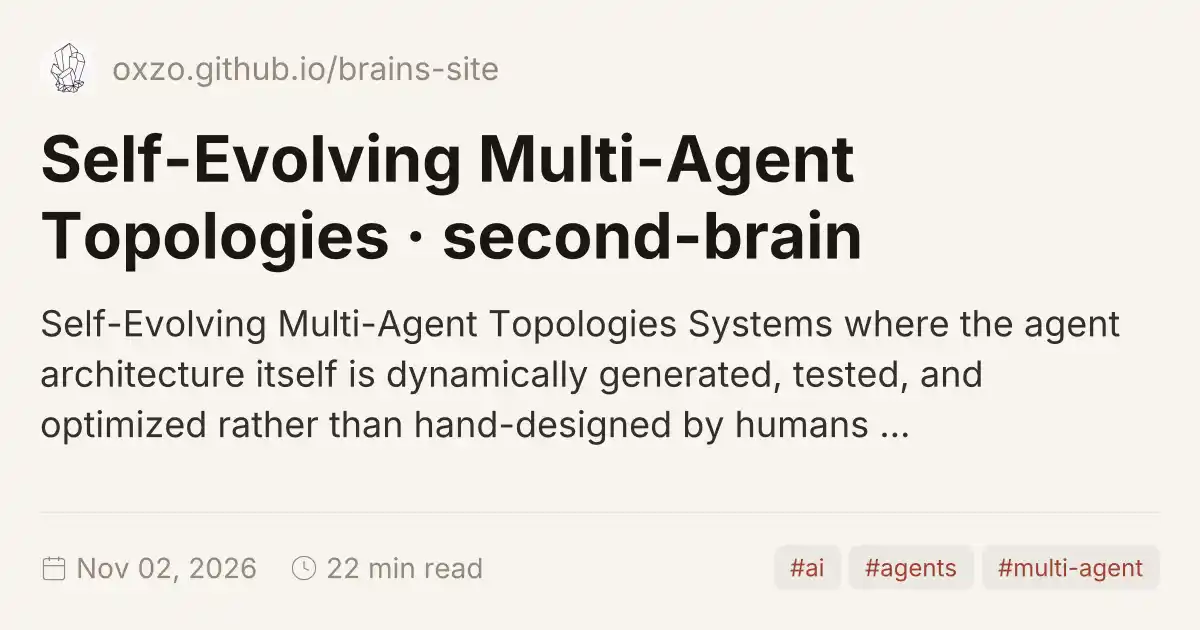 oxzo.github.io/brains-site
Self-Evolving Multi-Agent
Topologies · second-brain
Self-Evolving Multi-Agent Topologies Systems where the agent
architecture itself is dynamically generated, tested, and
optimized rather than hand-designed by humans ...
Nov 02, 2026 22 min read #ai #agents #multi-agent